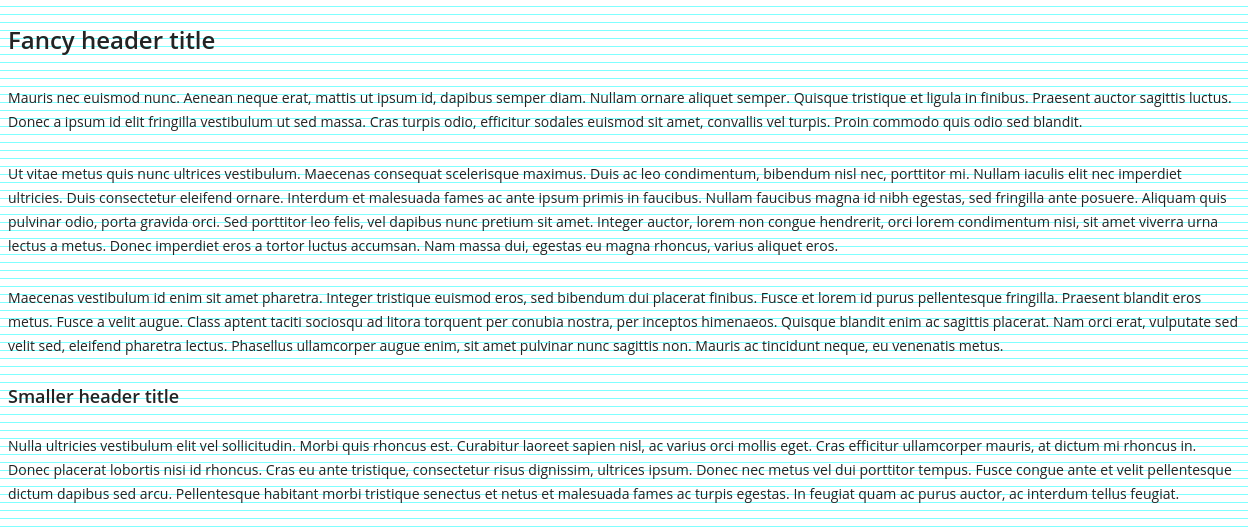 Fancy header title
Mauris nec euismod nunc. Aenean neque erat, mattis ut ipsum id, dapibus semper diam. Nullam ornare aliquet semper. Quisque tristique et ligula in finibus. Praesent auctor sagittis luctus.
Donec a ipsum id elit fringilla vestibulum ut sed massa. Cras turpis odio, efficitur sodales euismod sit amet, convallis vel turpis. Proin commodo quis odio sed blandit.
Ut vitae metus quis nunc ultrices vestibulum. Maecenas consequat scelerisque maximus. Duis ac leo condimentum, bibendum nisl nec, porttitor mi. Nullam iaculis elit nec imperdiet
ultricies. Duis consectetur eleifend ornare. Interdum et malesuada fames ac ante ipsum primis in faucibus. Nullam faucibus magna id nibh egestas, sed fringilla ante posuere. Aliquam quis
pulvinar odio, porta gravida orci. Sed porttitor leo felis, vel dapibus nunc pretium sit amet. Integer auctor, lorem non congue hendrerit, orci lorem condimentum nisi, sit amet viverra urna
lectus a metus. Donec imperdiet eros a tortor luctus accumsan. Nam massa dui, egestas eu magna rhoncus, varius aliquet eros.
Maecenas vestibulum id enim sit amet pharetra. Integer tristique euismod eros, sed bibendum dui placerat finibus. Fusce et lorem id purus pellentesque fringilla. Praesent blandit eros
metus. Fusce a velit augue. Class aptent taciti sociosqu ad litora torquent per conubia nostra, per inceptos himenaeos. Quisque blandit enim ac sagittis placerat. Nam orci erat, vulputate sed
velit sed, eleifend pharetra lectus. Phasellus ullamcorper augue enim, sit amet pulvinar nunc sagittis non. Mauris ac tincidunt neque, eu venenatis metus.
Smaller header title
Nulla ultricies vestibulum elit vel sollicitudin. Morbi quis rhoncus est. Curabitur laoreet sapien nisl, ac varius orci mollis eget. Cras efficitur ullamcorper mauris, at dictum mi rhoncus in.
Donec placerat lobortis nisi id rhoncus. Cras eu ante tristique, consectetur risus dignissim, ultrices ipsum. Donec nec metus vel dui porttitor tempus. Fusce congue ante et velit pellentesque
dictum dapibus sed arcu. Pellentesque habitant morbi tristique senectus et netus et malesuada fames ac turpis egestas. In feugiat quam ac purus auctor, ac interdum tellus feugiat.